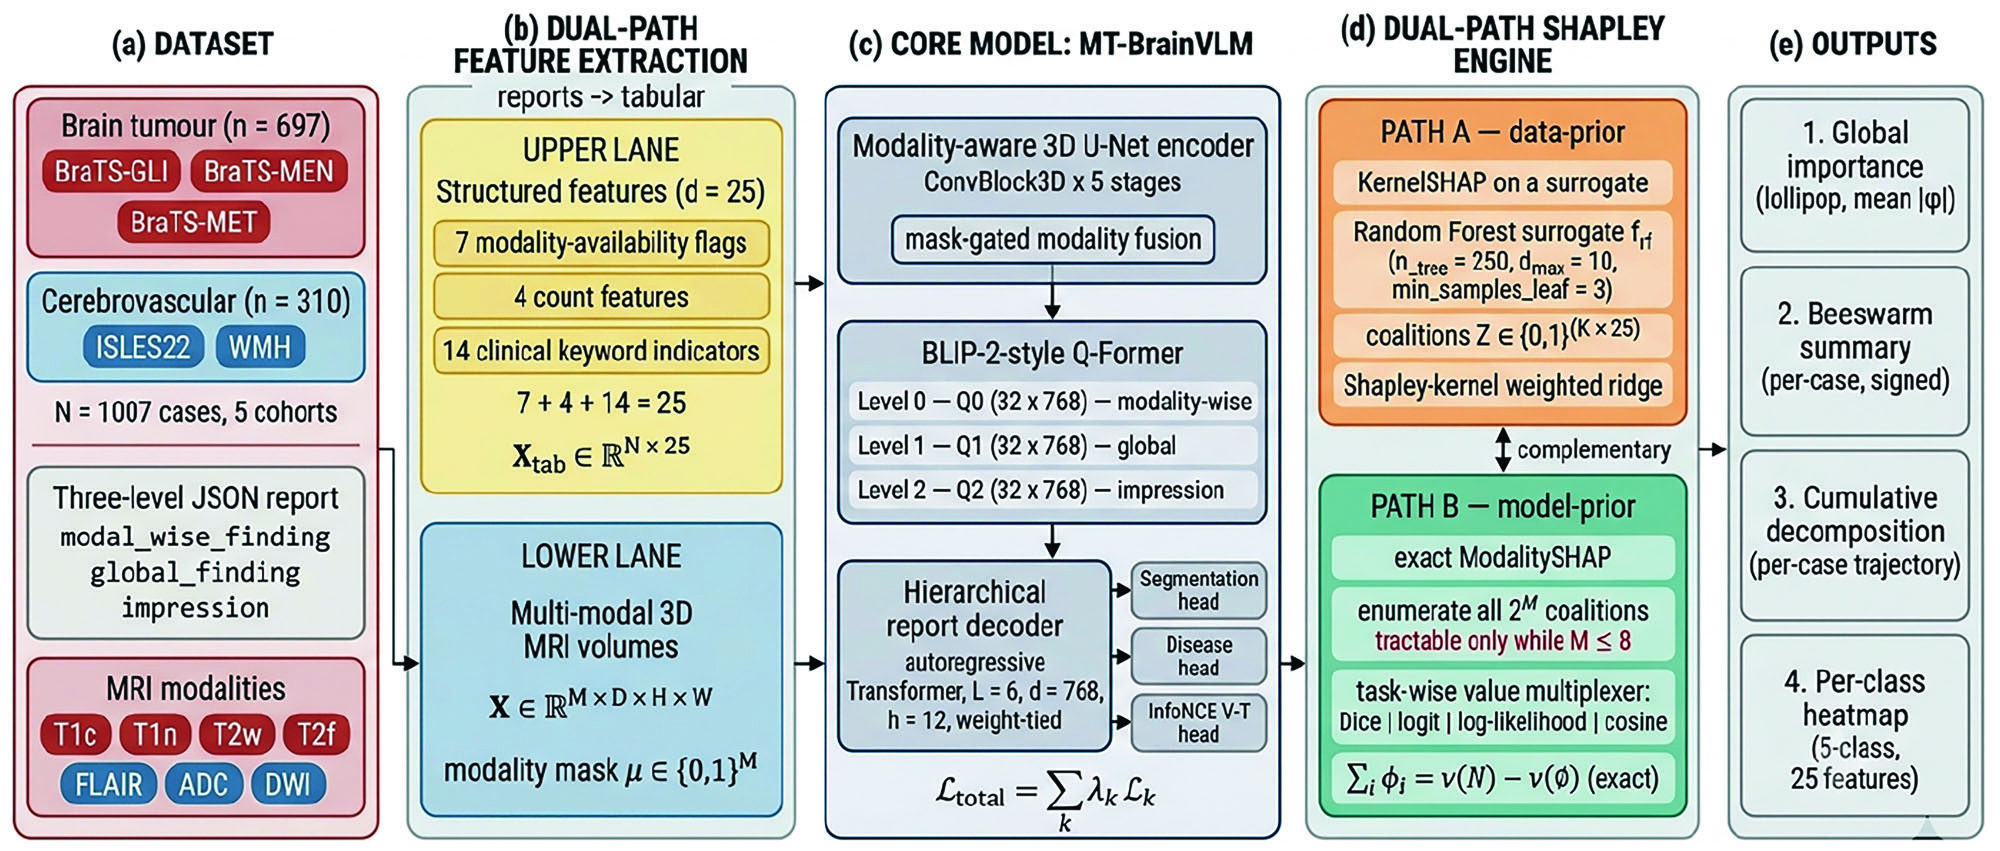 (a) DATASET
Brain tumour (n = 697)
BraTS-GLI BraTS-MEN
BraTS-MET
Cerebrovascular (n = 310)
ISLES22 WMH
N = 1007 cases, 5 cohorts
Three-level JSON report
modal_wise_finding
global_finding
impression
MRI modalities
T1c T1n T2w T2f
FLAIR ADC DWI
(b) DUAL-PATH
FEATURE EXTRACTION
reports -> tabular
UPPER LANE
Structured features (d = 25)
7 modality-availability flags
4 count features
14 clinical keyword indicators
7 + 4 + 14 = 25
X_tab ∈ ℝ^{N × 25}
LOWER LANE
Multi-modal 3D
MRI volumes
X ∈ ℝ^{M × D × H × W}
modality mask μ ∈ {0,1}^M
(c) CORE MODEL: MT-BrainVLM
Modality-aware 3D U-Net encoder
ConvBlock3D x 5 stages
mask-gated modality fusion
BLIP-2-style Q-Former
Level 0 — Q0 (32 x 768) — modality-wise
Level 1 — Q1 (32 x 768) — global
Level 2 — Q2 (32 x 768) — impression
Hierarchical
report decoder
autoregressive
Transformer, L = 6, d = 768,
h = 12, weight-tied
Segmentation
head
Disease
head
InfoNCE V-T
head
ℒ_total = ∑_k λ_k ℒ_k
(d) DUAL-PATH SHAPLEY
ENGINE
PATH A — data-prior
KernelSHAP on a surrogate
Random Forest surrogate f_rf
(n_tree = 250, d_max = 10,
min_samples_leaf = 3)
coalitions Z ∈ {0,1}^(K × 25)
Shapley-kernel weighted ridge
complementary
PATH B — model-prior
exact ModalitySHAP
enumerate all 2^M coalitions
tractable only while M ≤ 8
task-wise value multiplexer:
Dice | logit | log-likelihood | cosine
∑_i ϕ_i = v(N) − v(∅) (exact)
(e) OUTPUTS
1. Global
importance
(lollipop, mean |φ|)
2. Beeswarm
summary
(per-case, signed)
3. Cumulative
decomposition
(per-case trajectory)
4. Per-class
heatmap
(5-class,
25 features)